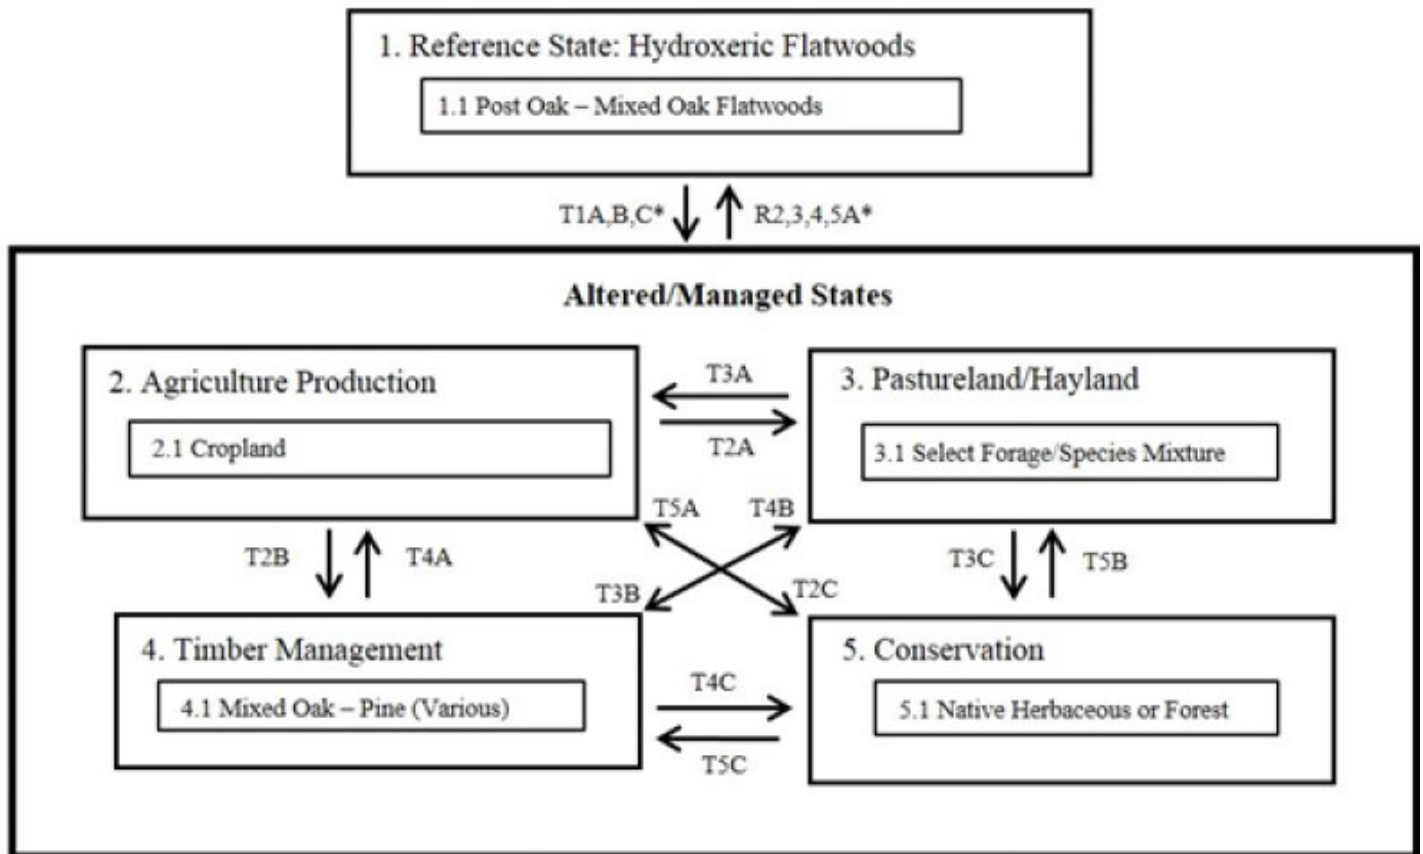 1. Reference State: Hydroxeric Flatwoods
1.1 Post Oak – Mixed Oak Flatwoods
T1A,B,C*
R2,3,4,5A*
Altered/Managed States
2. Agriculture Production
2.1 Cropland
T3A
T2A
3. Pastureland/Hayland
3.1 Select Forage/Species Mixture
T5A
T4B
T2B
T4A
T3C
T5B
T3B
T2C
4. Timber Management
4.1 Mixed Oak – Pine (Various)
T4C
T5C
5. Conservation
5.1 Native Herbaceous or Forest